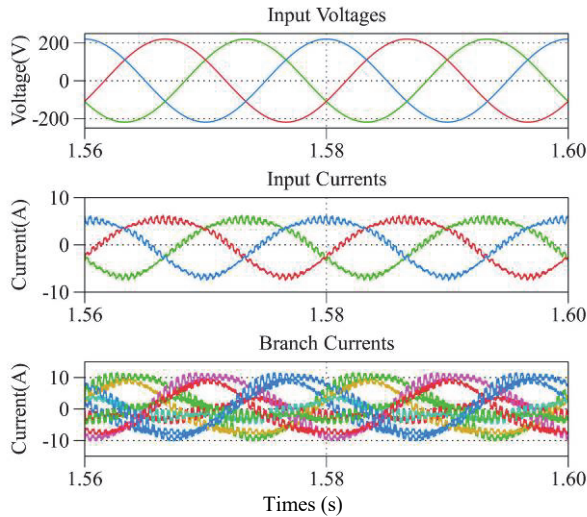 Input Voltages
Voltage(V)
200
0
-200
1.56
1.58
1.60
Input Currents
Current(A)
10
0
-10
1.56
1.58
1.60
Branch Currents
Current(A)
10
0
-10
1.56
1.58
1.60
Times (s)